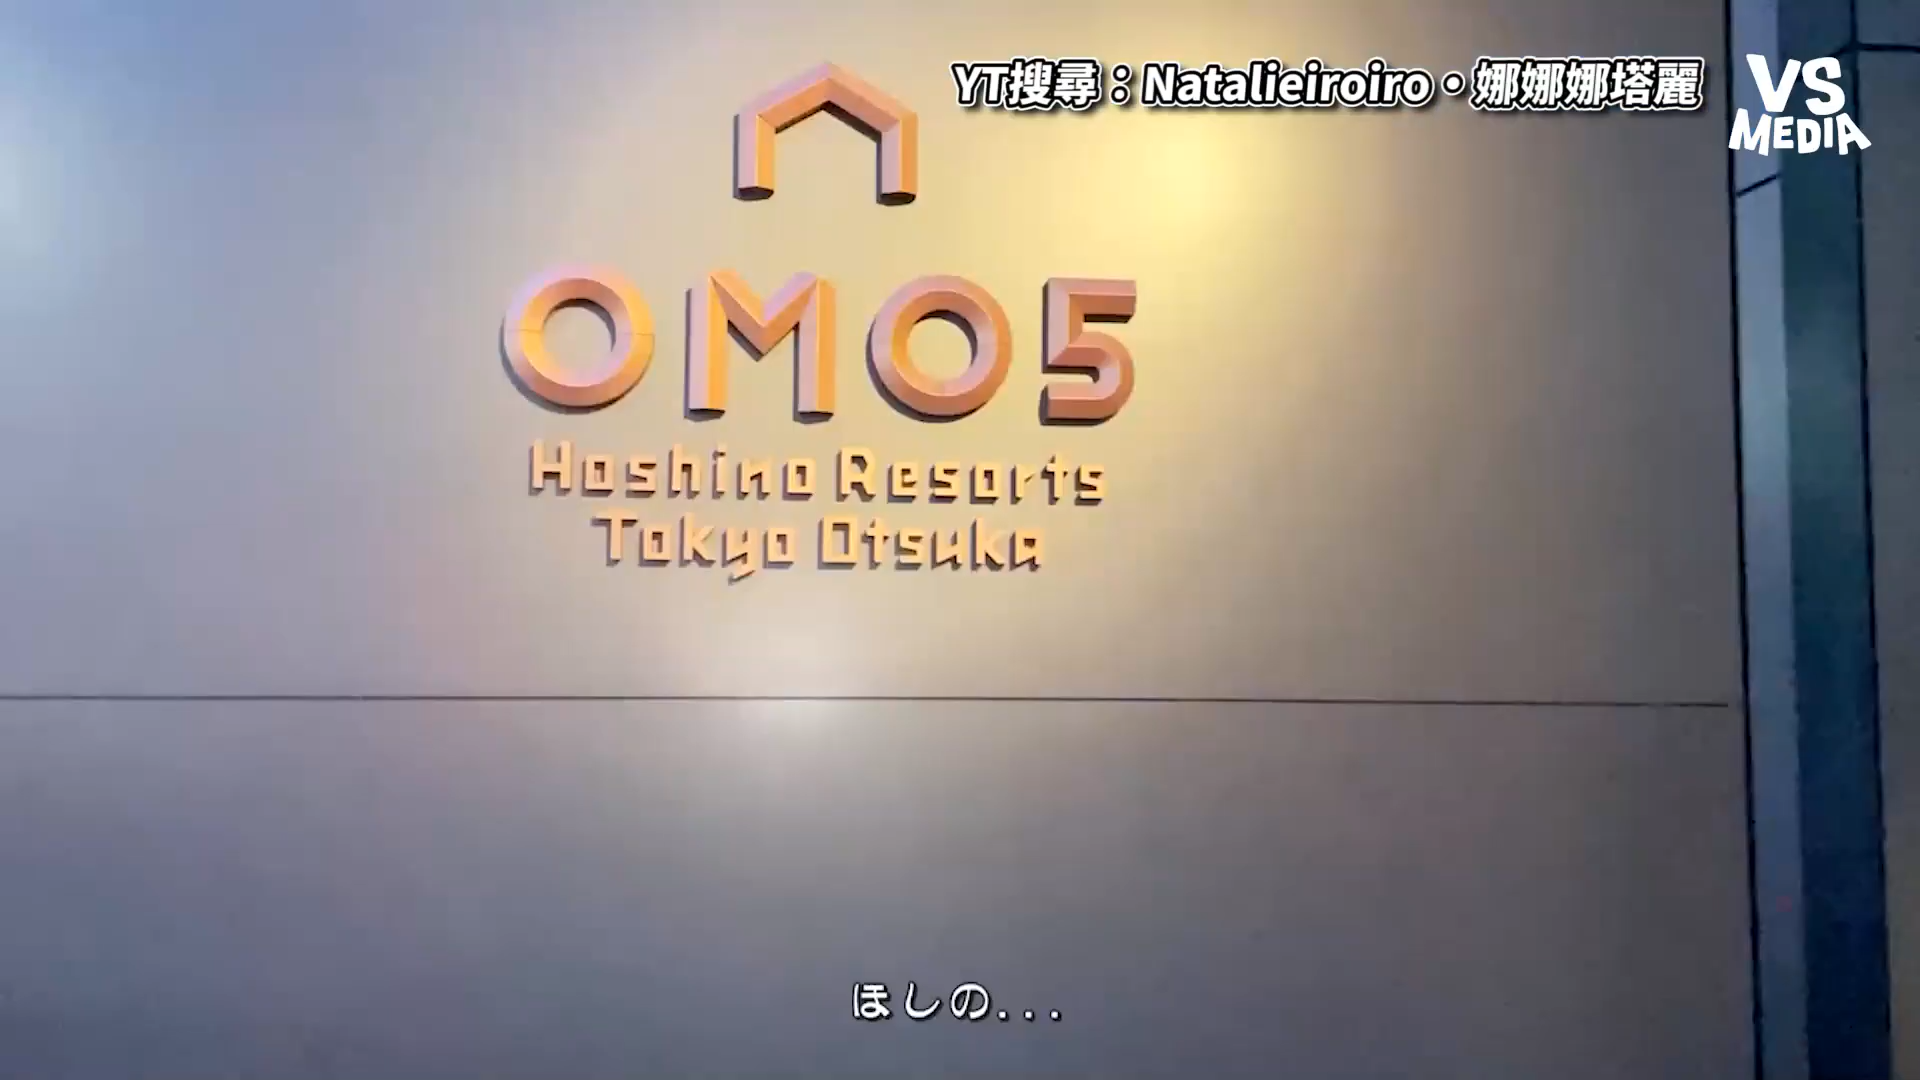 YT搜尋：Natalieiroiro・娜娜娜塔麗
VS
MEDIA
OMO5
Hoshino Resorts
Tokyo Otsuka
ほしの...